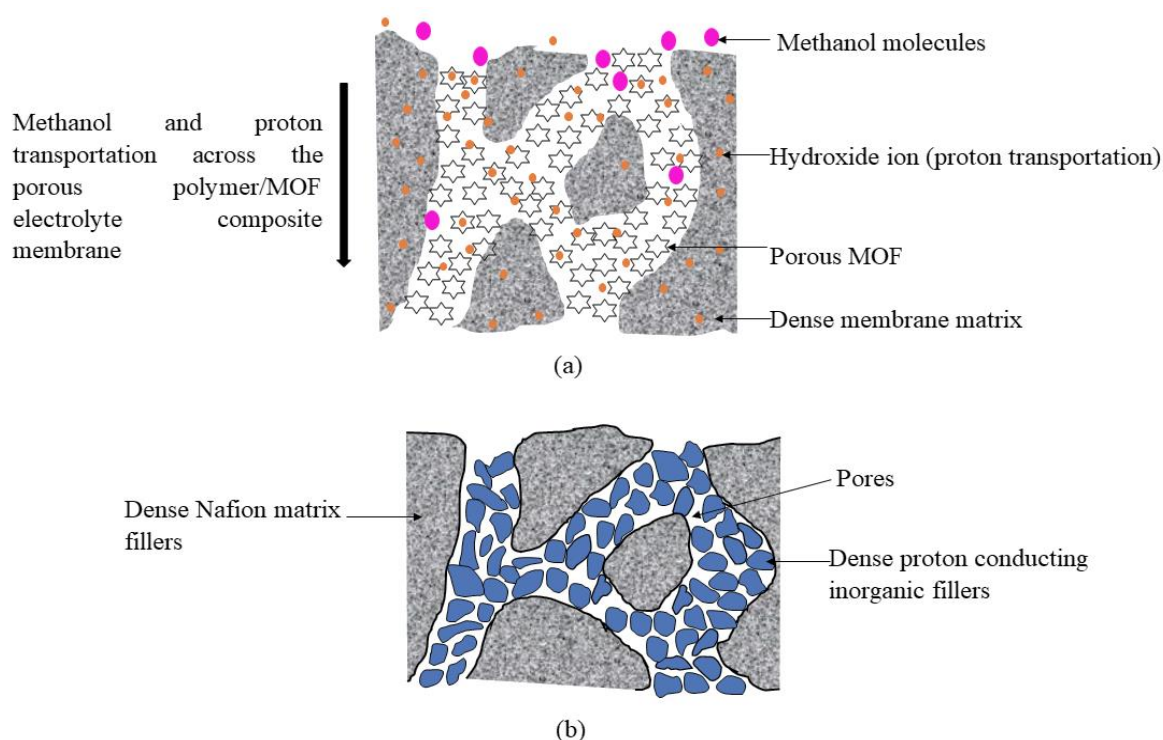 Methanol molecules
Methanol and proton
transportation across the
porous polymer/MOF
electrolyte composite
membrane
Hydroxide ion (proton transportation)
Porous MOF
Dense membrane matrix
(a)
Dense Nafion matrix
fillers
Pores
Dense proton conducting
inorganic fillers
(b)